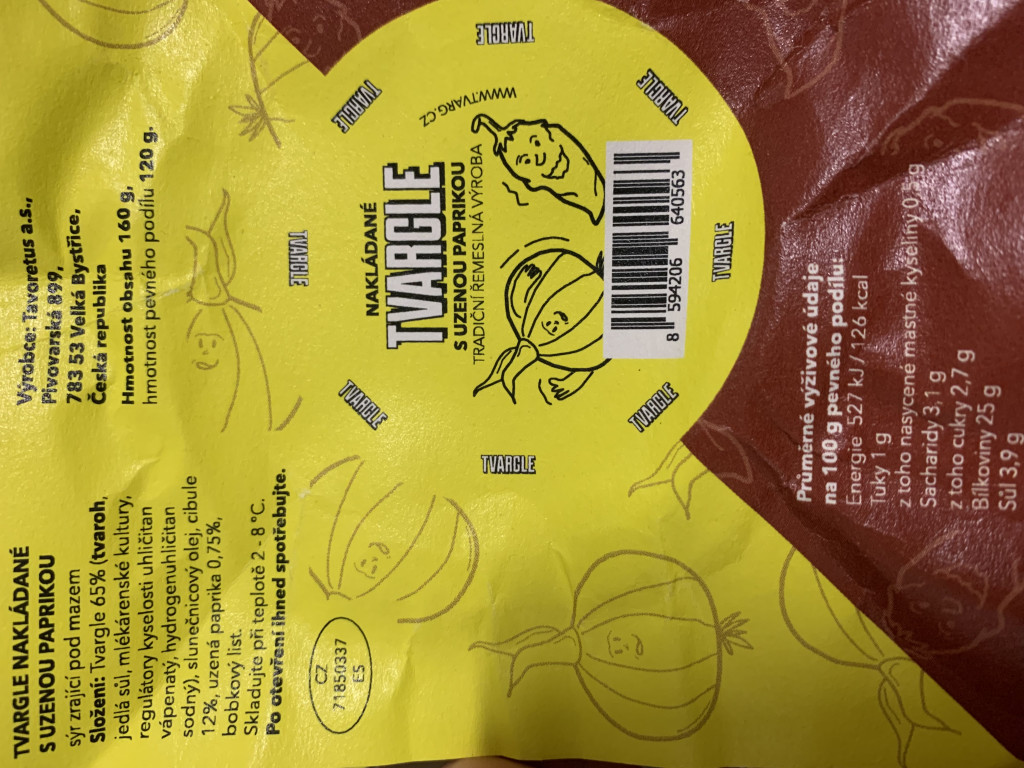 TVARGLE NAKLÁDANÉ
S UZENOU PAPRIKOU
sýr zrající pod mazem
Složení: Tvargle 65% (tvaroh,
jedlá sůl, mlékárenské kultury,
regulátory kyselosti uhličitan
vápenatý, hydrogenuhličitan
sodný), slunečnicový olej, cibule
12%, uzená paprika 0,75%,
bobkový list.
Skladujte při teplotě 2 - 8 °C.
Po otevření ihned spotřebujte.
CZ
71850337
ES
Výrobce: Tavoretus a.s.,
Pivovarská 899,
783 53 Velká Bystřice,
Česká republika
Hmotnost obsahu 160 g,
hmotnost pevného podílu 120 g.
NAKLÁDANÉ
TVARGLE
S UZENOU PAPRIKOU
TRADIČNÍ ŘEMESLNÁ VÝROBA
WWW.TVARG.CZ
8 594206 640563
TVARGLE
TVARGLE
TVARGLE
TVARGLE
TVARGLE
TVARGLE
TVARGLE
TVARGLE
Průměrné výživové údaje
na 100 g pevného podílu:
Energie 527 kJ / 126 kcal
Tuky 1 g
z toho nasycené mastné kyseliny
Sacharidy 3,1 g
z toho cukry 2,7 g
Bílkoviny 25 g
Sůl 3,9 g